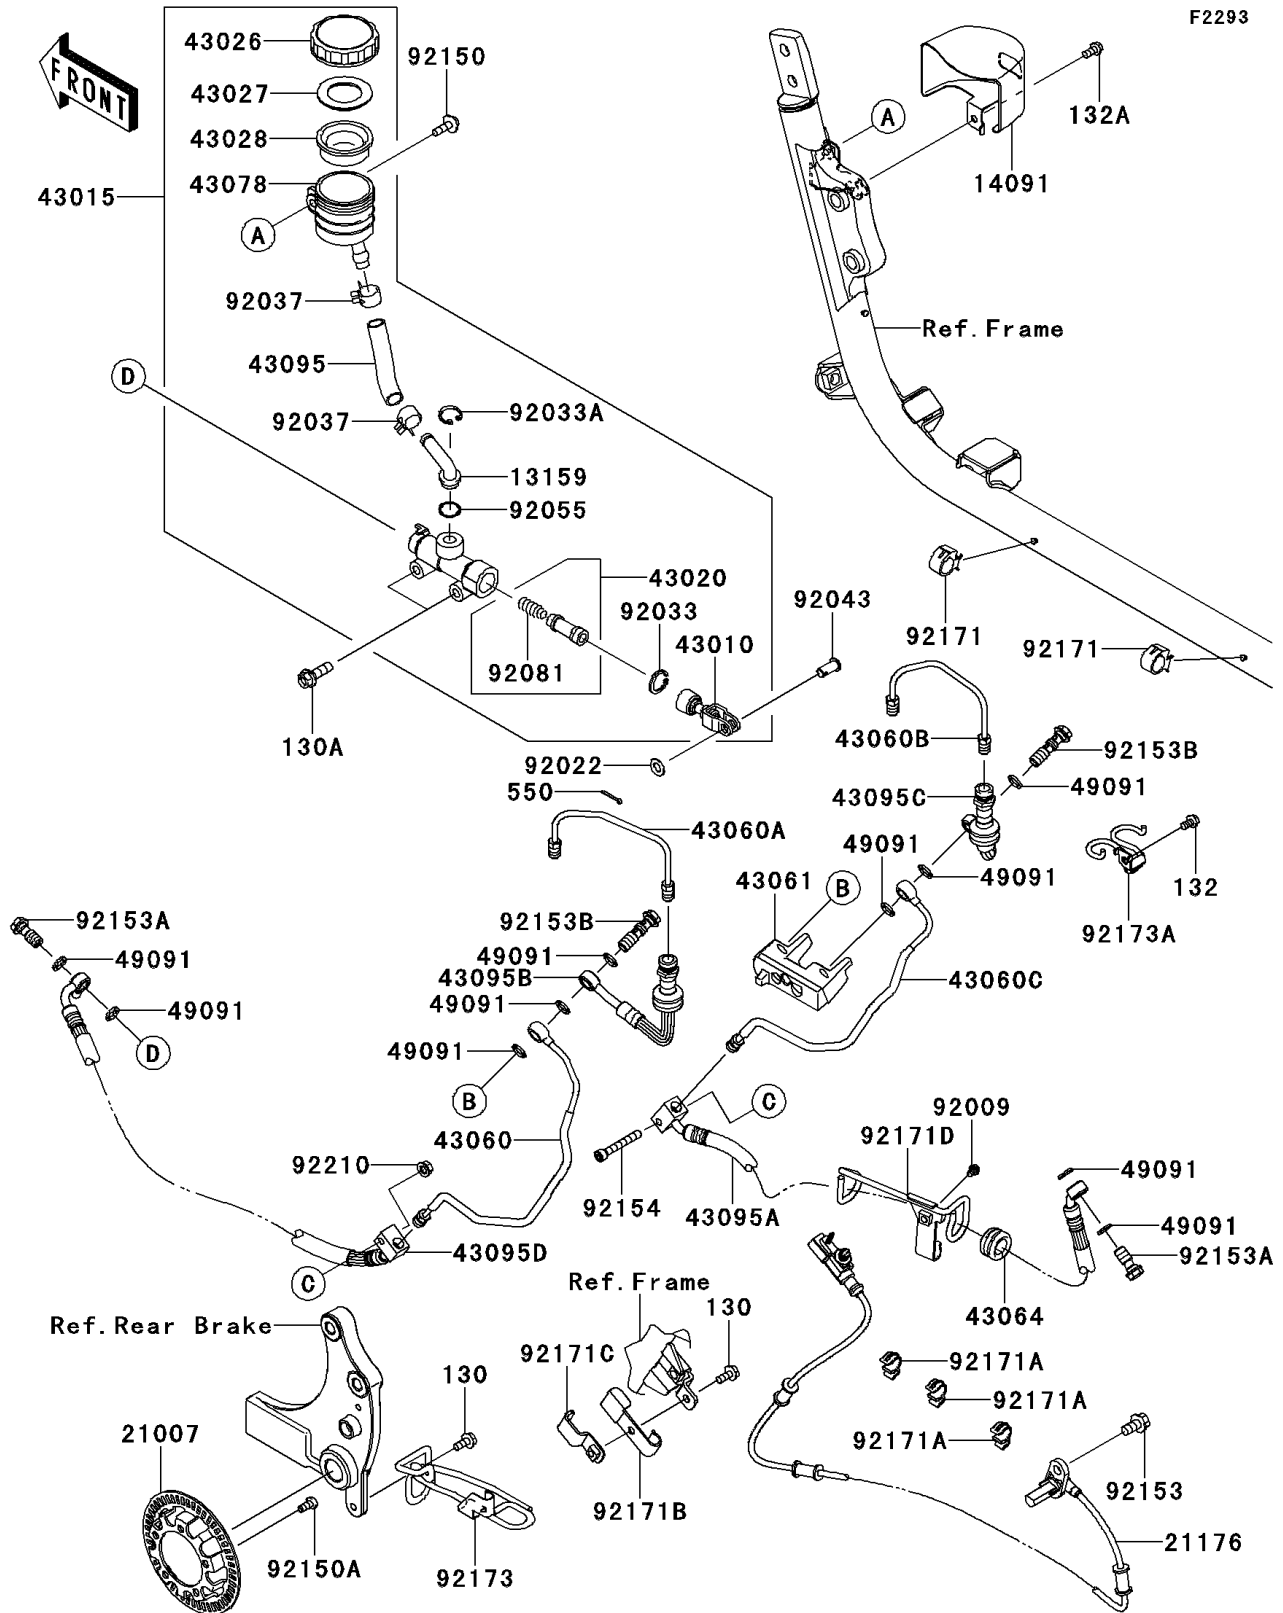 F2293
FRONT
43026
92150
43027
132A
43028
A
14091
43078
43015
A
92037
Ref.Frame
43095
D
92033A
92037
13159
92055
43020
92043
92033
43010
92171
92171
92081
130A
43060B
92153B
92022
49091
550
43095C
43060A
49091
49091
43061
B
132
92153A
92153B
92173A
49091
49091
43095B
43060C
49091
49091
D
49091
B
C
92009
43060
92171D
92210
49091
92154
43095A
49091
43095D
92153A
C
Ref.Frame
130
43064
Ref.Rear Brake
92171C
92171A
130
92171A
21007
92171A
92153
92171B
21176
92150A
92173